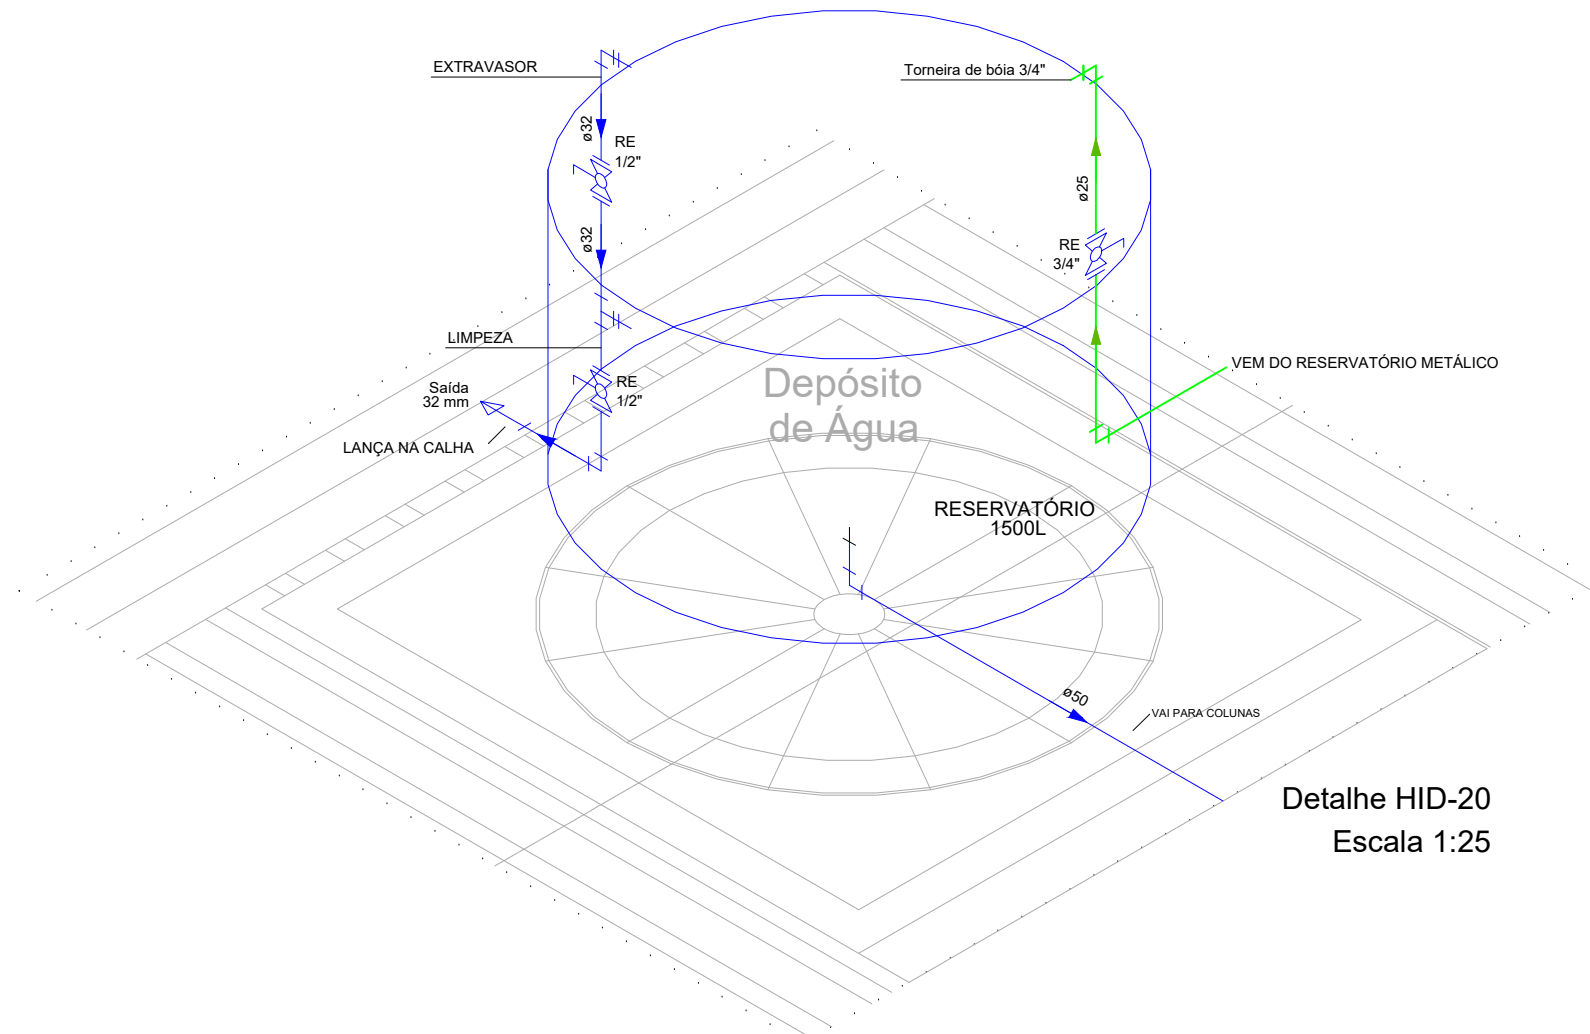 EXTRAVASOR
Torneira de bóia 3/4"
ø32
RE
1/2"
ø25
ø32
RE
3/4"
LIMPEZA
VEM DO RESERVATÓRIO METÁLICO
Saída
32 mm
RE
1/2"
Depósito
de Água
LANÇA NA CALHA
RESERVATÓRIO
1500L
ø50
VAI PARA COLUNAS
Detalhe HID-20
Escala 1:25